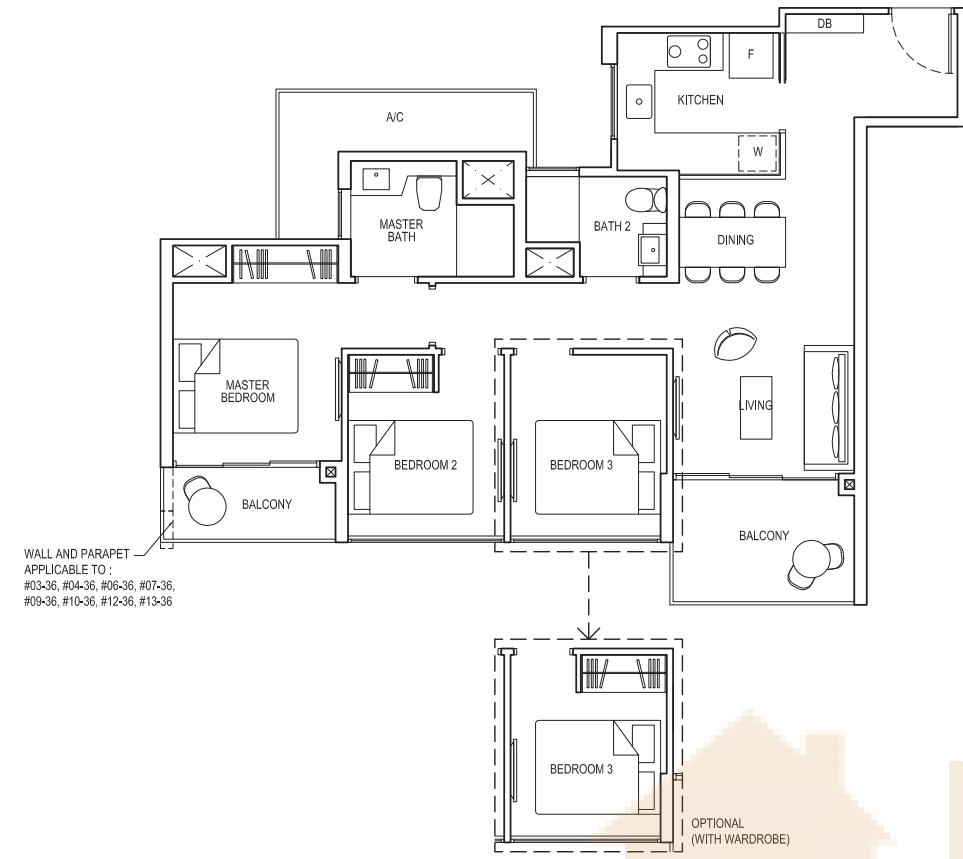 DB
F
KITCHEN
A/C
W
MASTER
BATH
BATH 2
DINING
MASTER
BEDROOM
LIVING
BEDROOM 2
BEDROOM 3
BALCONY
BALCONY
WALL AND PARAPET
APPLICABLE TO :
#03-36, #04-36, #06-36, #07-36,
#09-36, #10-36, #12-36, #13-36
BEDROOM 3
OPTIONAL
(WITH WARDROBE)